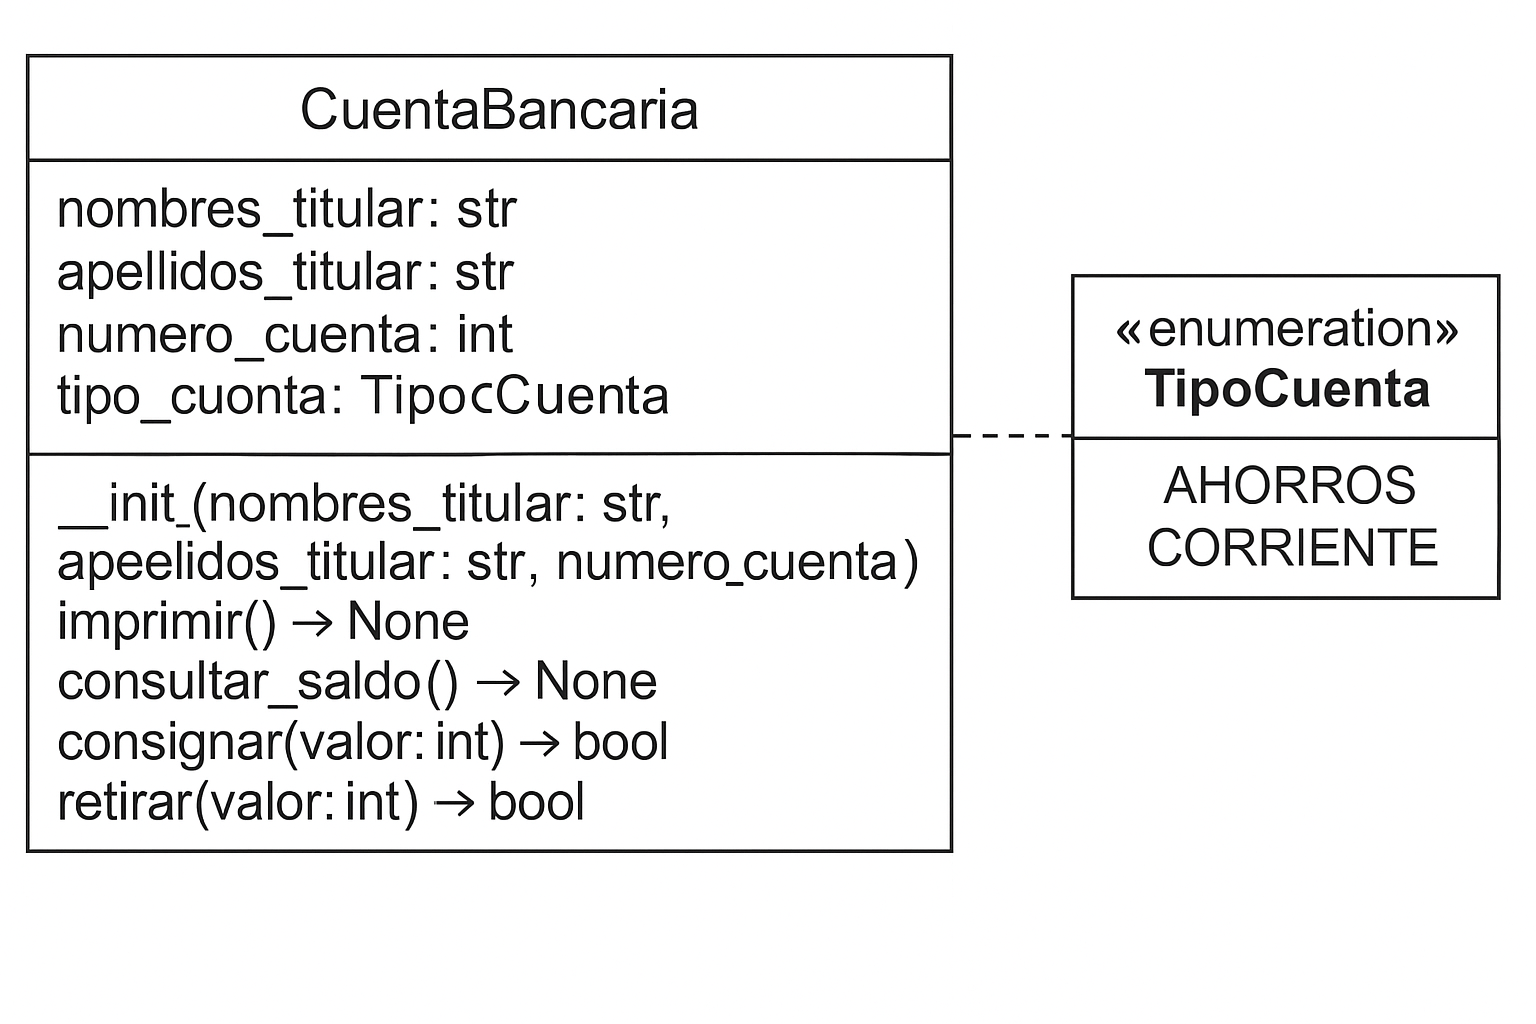 CuentaBancaria
nombres_titular: str
apellidos_titular: str
numero_cuenta: int
tipo_cuonta: TipocCuenta
__init_(nombres_titular: str,
apeelidos_titular: str, numero_cuenta)
imprimir() → None
consultar_saldo() → None
consignar(valor: int) → bool
retirar(valor: int) → bool
«enumeration»
TipoCuenta
AHORROS
CORRIENTE